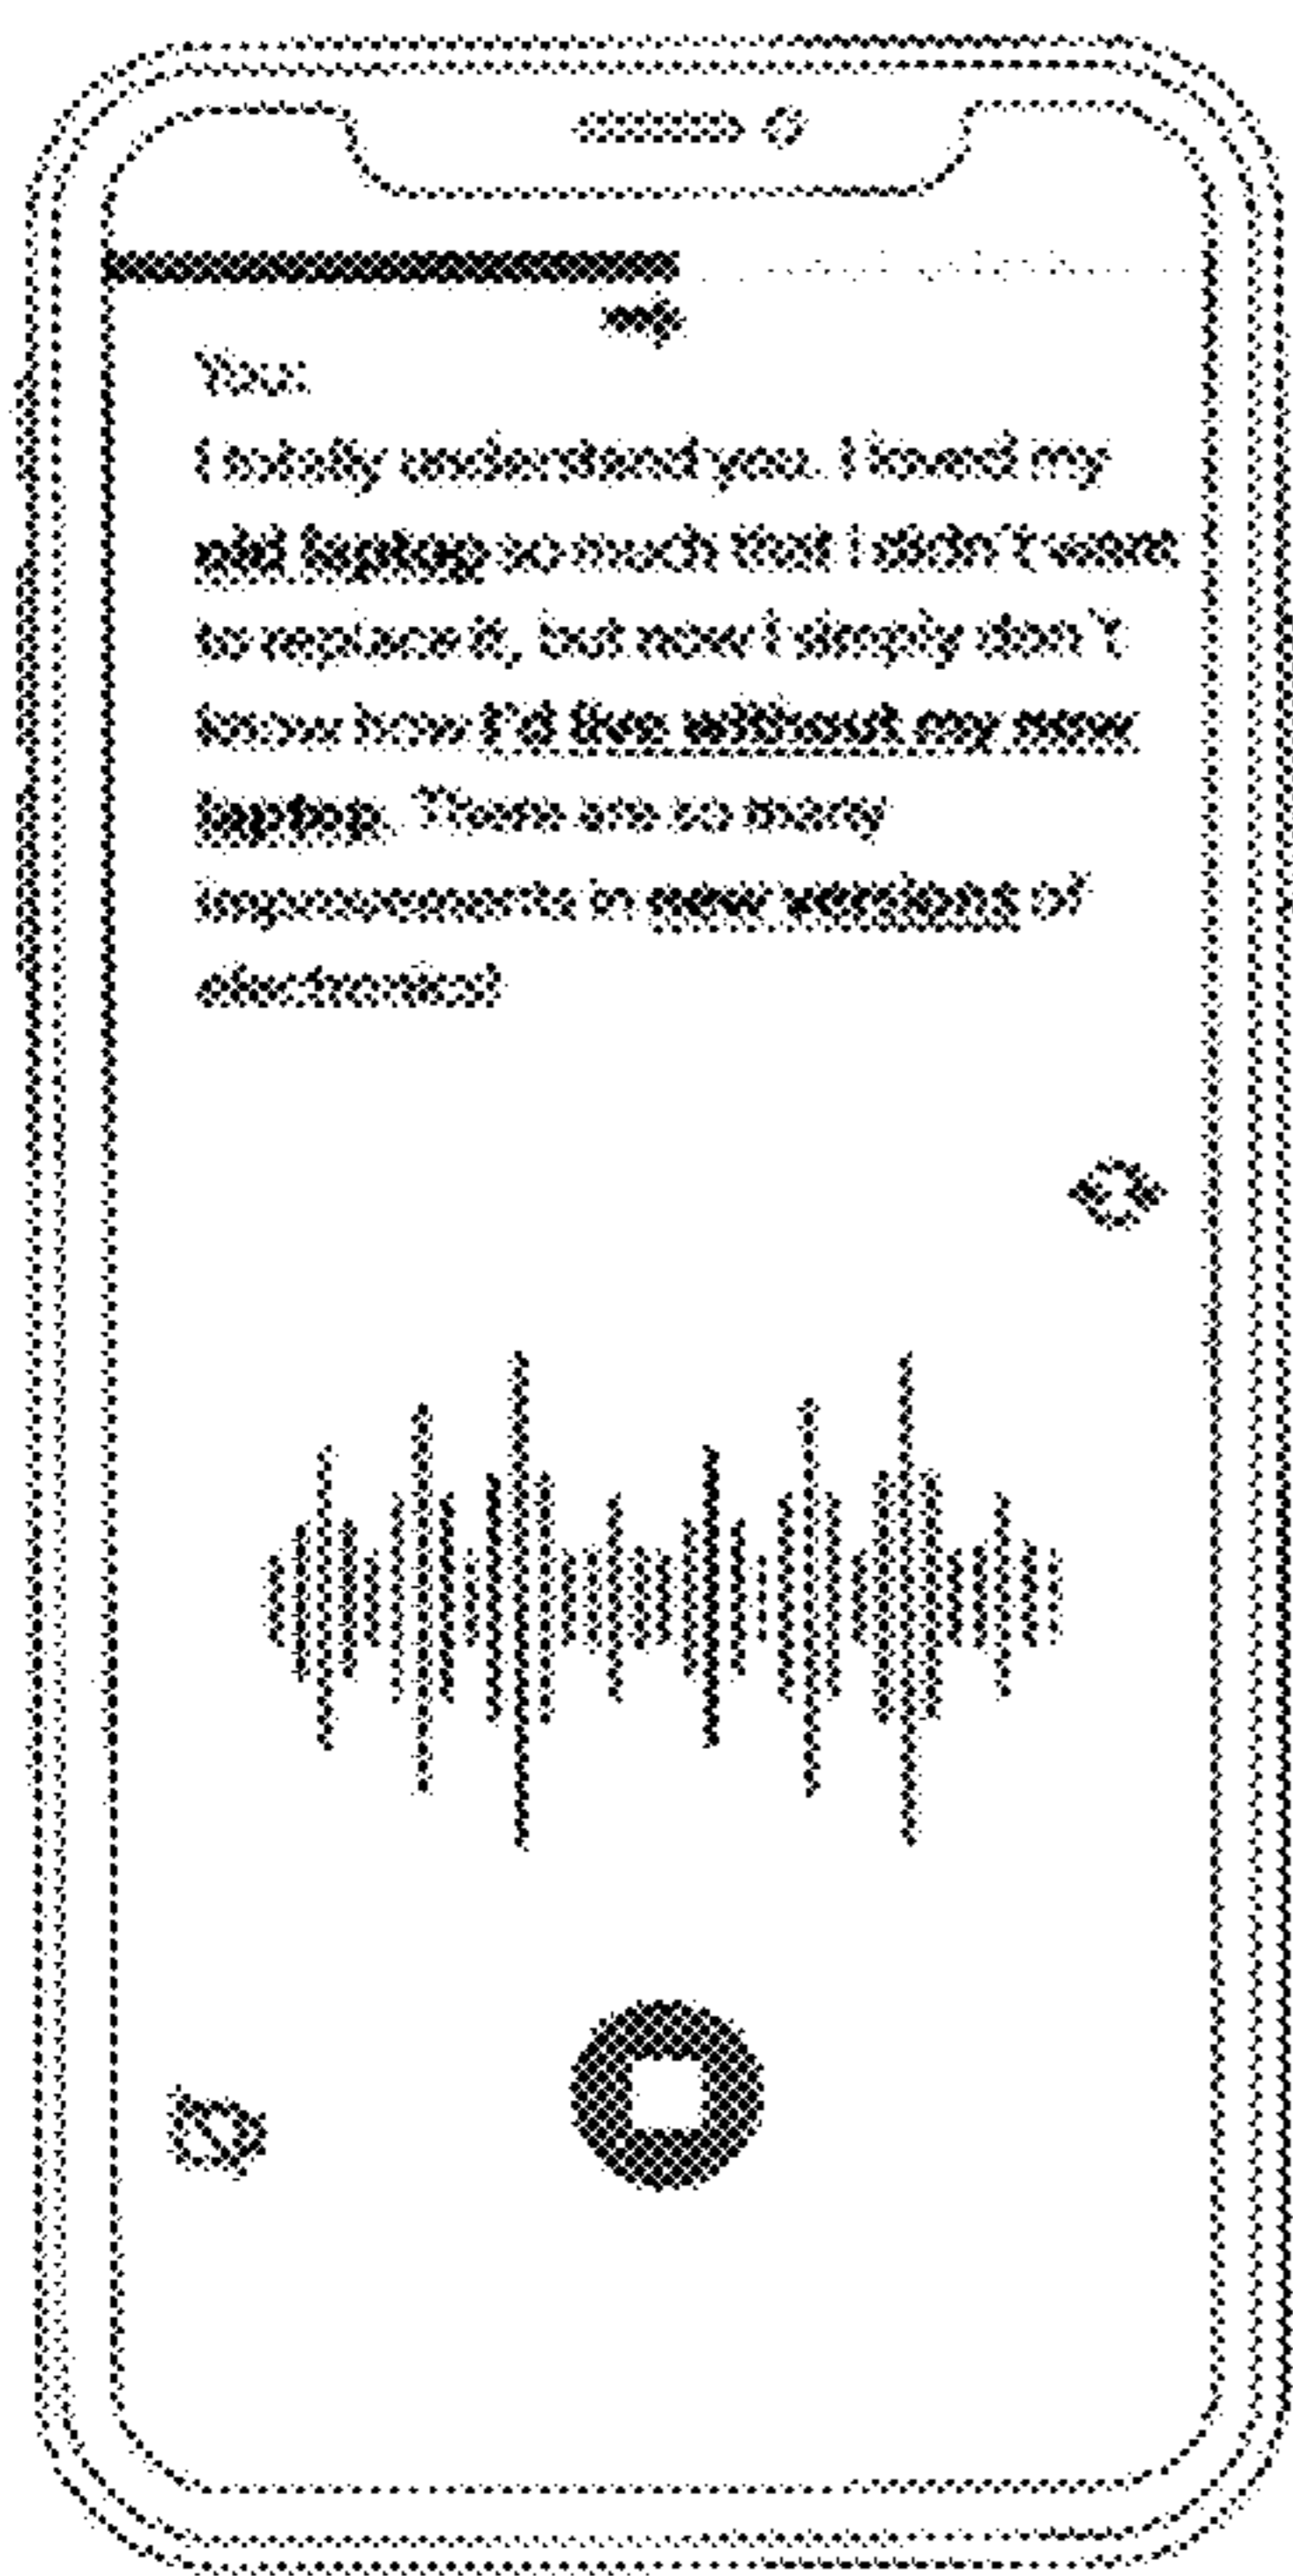 You:
I totally understand you. I loved my
old laptop so much that I didn't want
to replace it, but now I simply don't
know how I'd live without my new
laptop. There are so many
improvements in new versions of
electronics!